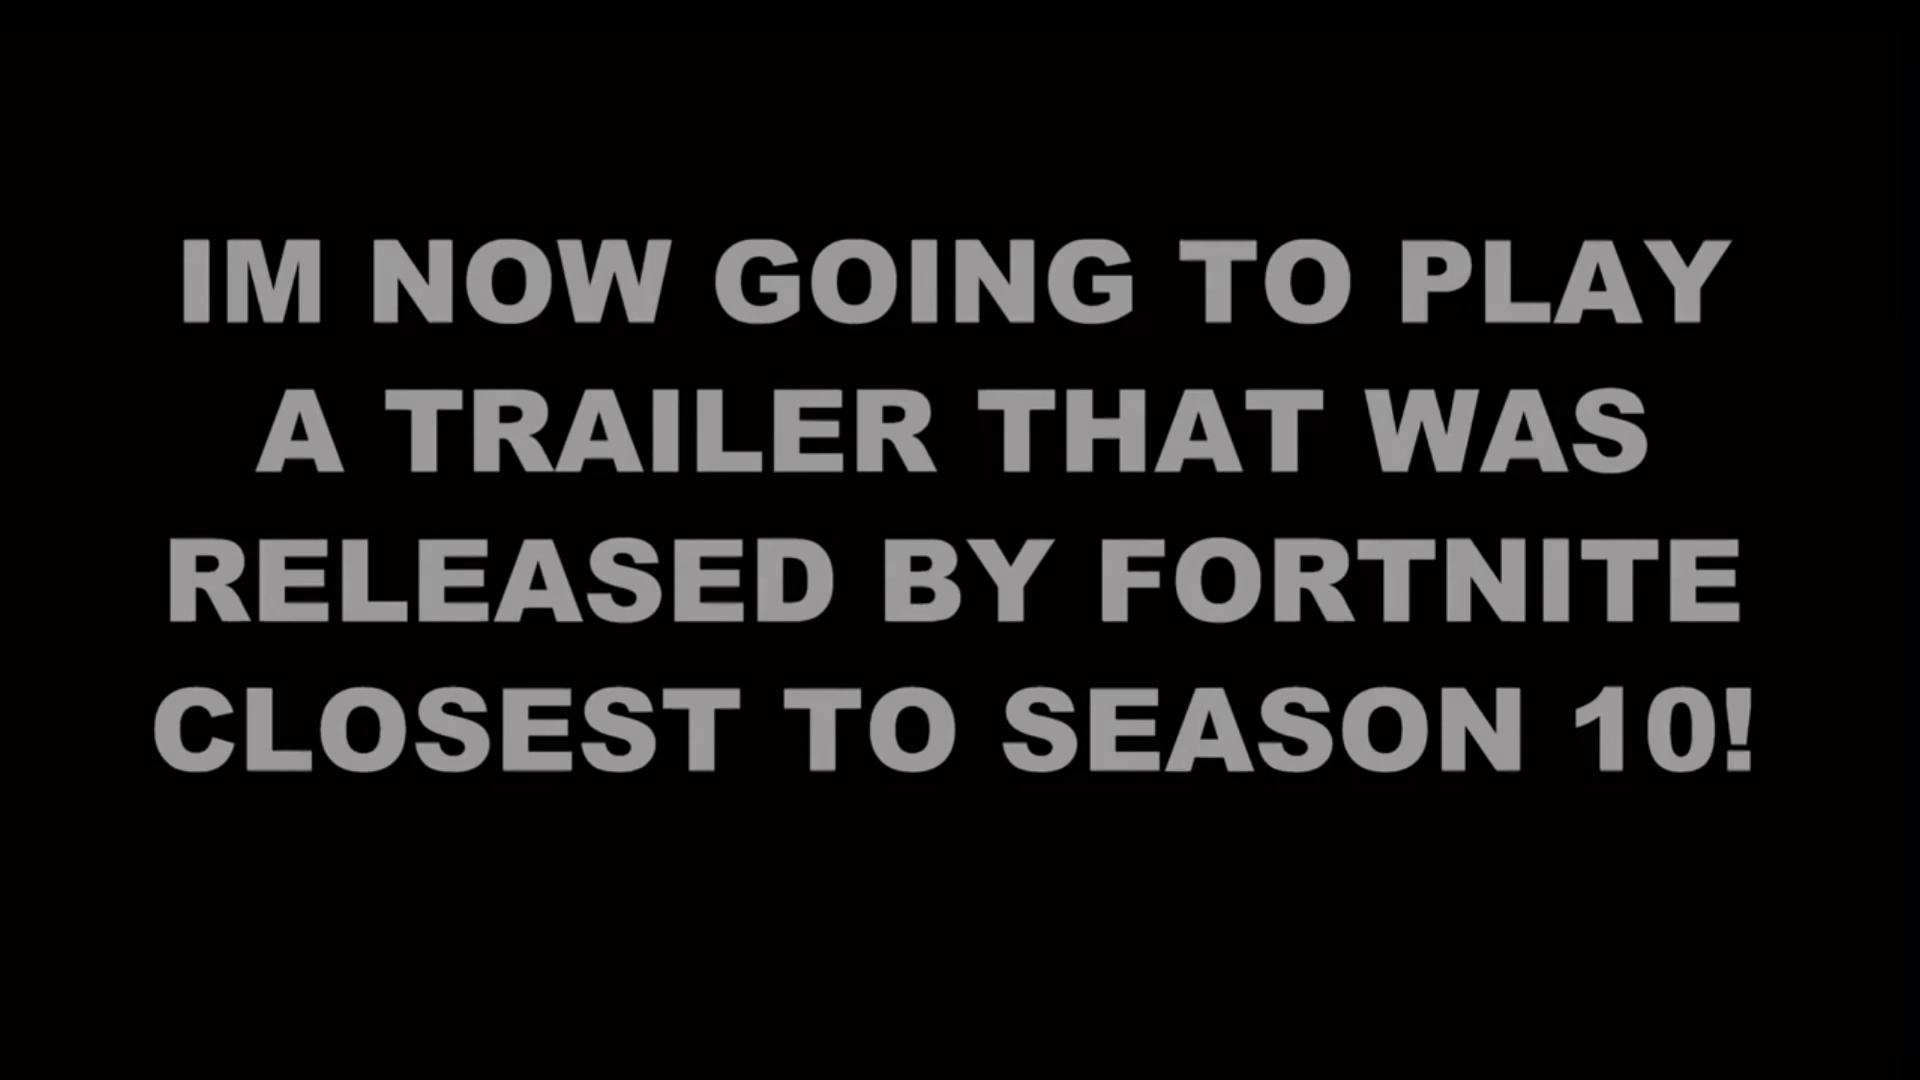 IM NOW GOING TO PLAY
A TRAILER THAT WAS
RELEASED BY FORTNITE
CLOSEST TO SEASON 10!